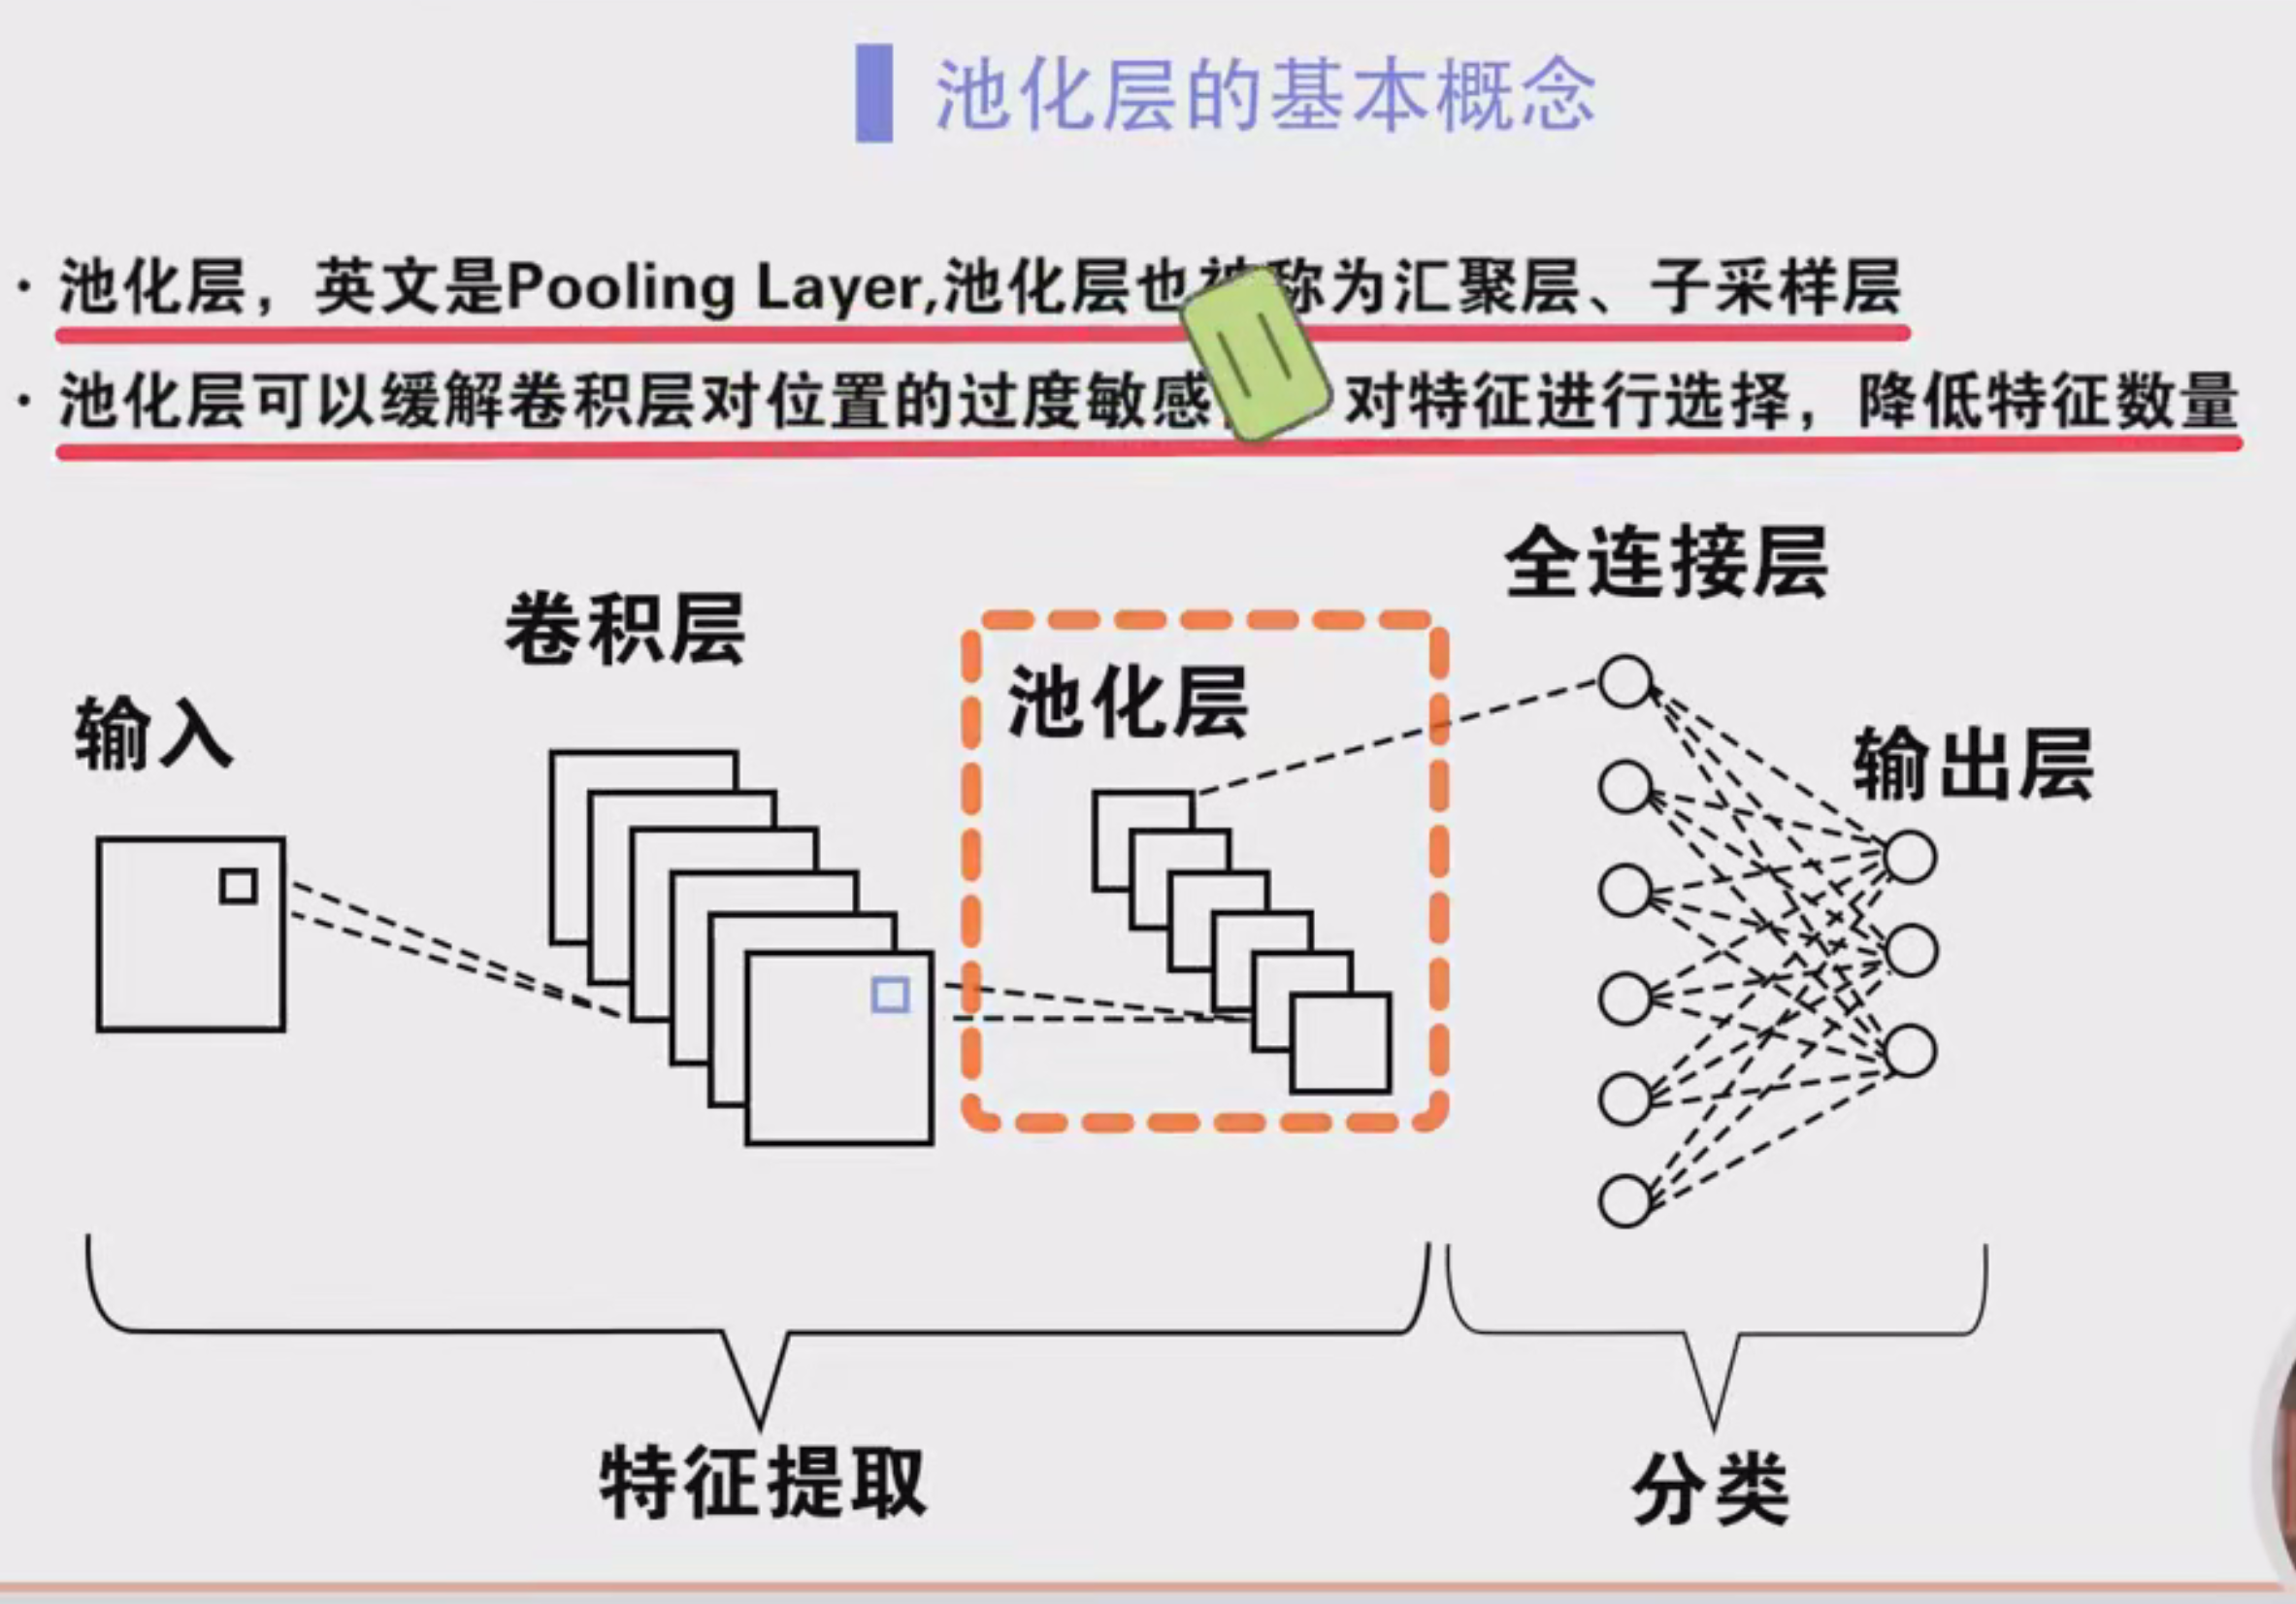 池化层的基本概念
· 池化层，英文是Pooling Layer,池化层也被称为汇聚层、子采样层
· 池化层可以缓解卷积层对位置的过度敏感 对特征进行选择，降低特征数量
全连接层
卷积层
池化层
输入
输出层
特征提取
分类